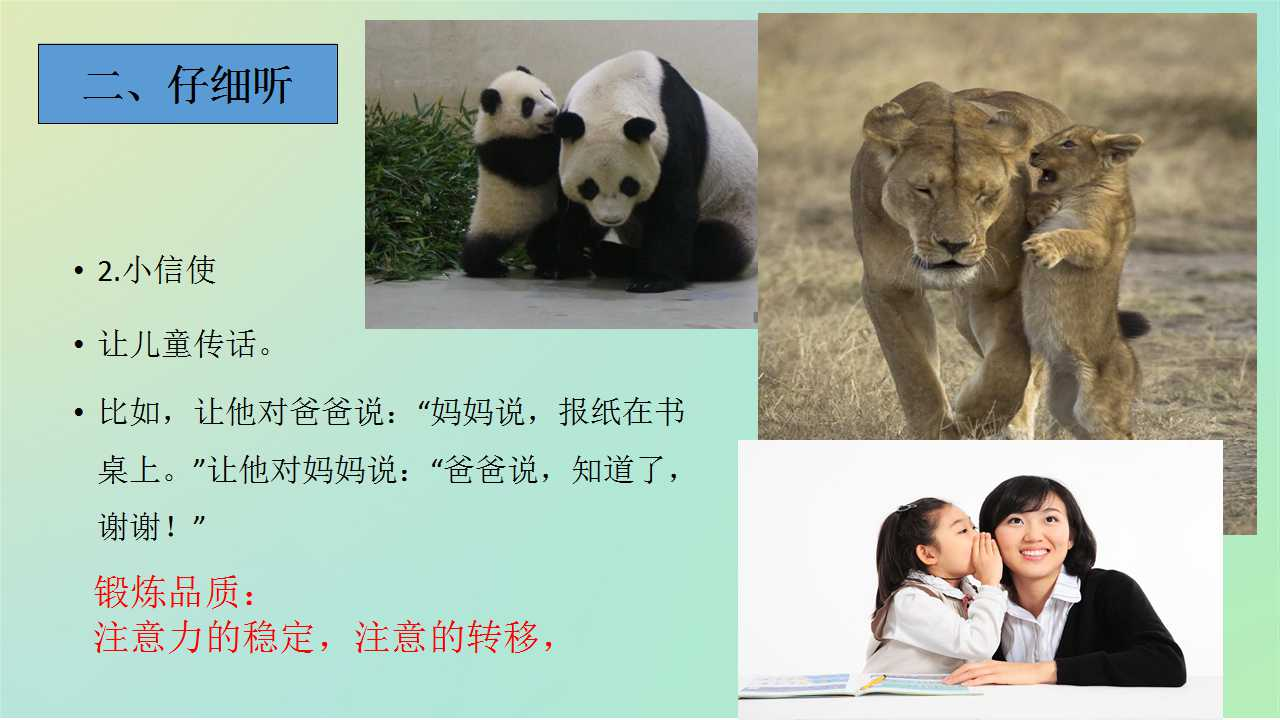 二、仔细听
• 2.小信使
• 让儿童传话。
• 比如，让他对爸爸说：“妈妈说，报纸在书
桌上。”让他对妈妈说：“爸爸说，知道了，
谢谢！”
锻炼品质：
注意力的稳定，注意的转移，